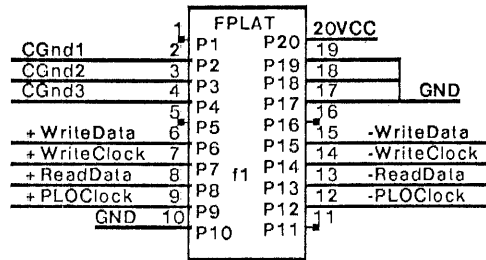 FPLAT
1 P1 P20 20 VCC
CGnd1 2 P2 P19 19
CGnd2 3 P3 P18 18
CGnd3 4 P4 P17 17 GND
5 P5 P16 16
+WriteData 6 P6 P15 15 -WriteData
+WriteClock 7 P7 P14 14 -WriteClock
+ReadData 8 P8 f1 P13 13 -ReadData
+PLOClock 9 P9 P12 12 -PLOClock
GND 10 P10 P11 11